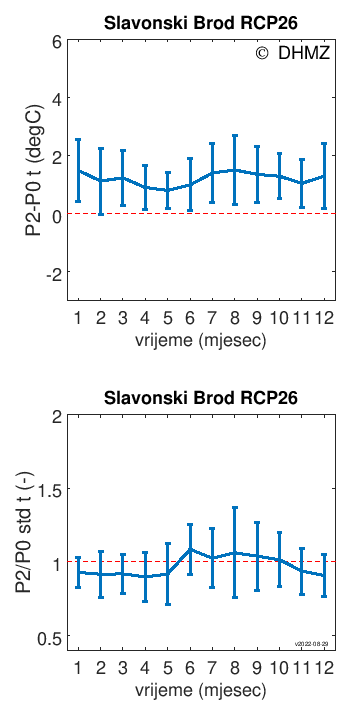 Slavonski Brod RCP26
© DHMZ
6
4
2
0
-2
P2-P0 t (degC)
1 2 3 4 5 6 7 8 9 10 11 12
vrijeme (mjesec)
Slavonski Brod RCP26
2
1.5
1
0.5
P2/P0 std t (-)
v2022-08-29
1 2 3 4 5 6 7 8 9 10 11 12
vrijeme (mjesec)